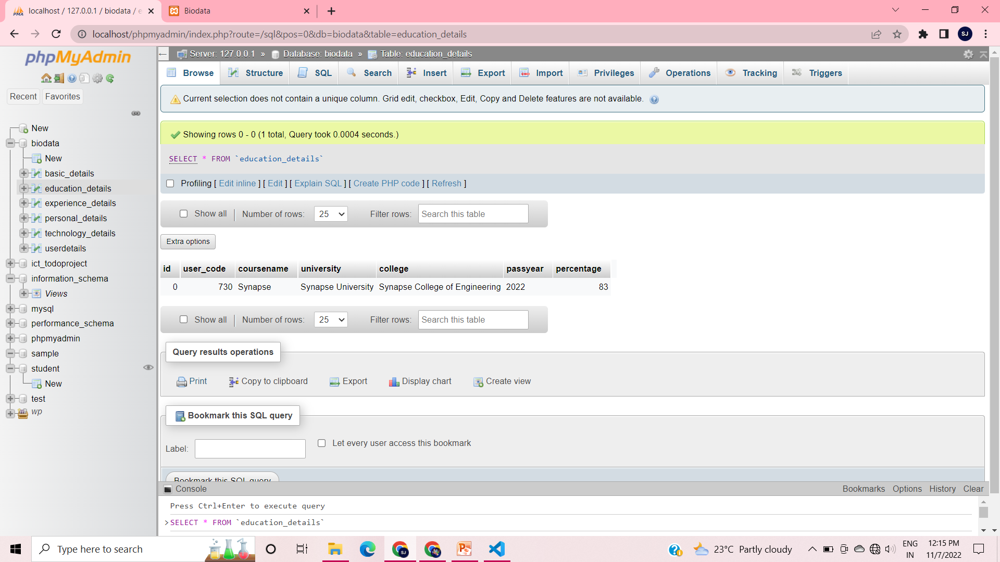 localhost / 127.0.0.1 / biodata / e
Biodata
localhost/phpmyadmin/index.php?route=/sql&pos=0&db=biodata&table=education_details
SJ
phpMyAdmin
Recent Favorites
New
biodata
New
basic_details
education_details
experience_details
personal_details
technology_details
userdetails
ict_todoproject
information_schema
Views
mysql
performance_schema
phpmyadmin
sample
student
New
test
wp
Server: 127.0.0.1 » Database: biodata » Table: education_details
Browse Structure SQL Search Insert Export Import Privileges Operations Tracking Triggers
Current selection does not contain a unique column. Grid edit, checkbox, Edit, Copy and Delete features are not available.
Showing rows 0 - 0 (1 total, Query took 0.0004 seconds.)
SELECT * FROM `education_details`
Profiling [ Edit inline ] [ Edit ] [ Explain SQL ] [ Create PHP code ] [ Refresh ]
Show all Number of rows: 25 Filter rows: Search this table
Extra options
id user_code coursename university college passyear percentage
0 730 Synapse Synapse University Synapse College of Engineering 2022 83
Show all Number of rows: 25 Filter rows: Search this table
Query results operations
Print Copy to clipboard Export Display chart Create view
Bookmark this SQL query
Label: Let every user access this bookmark
Bookmark this SQL query
Console Bookmarks Options History Clear
Press Ctrl+Enter to execute query
>SELECT * FROM `education_details`
Type here to search
23°C Partly cloudy
ENG
IN
12:15 PM
11/7/2022